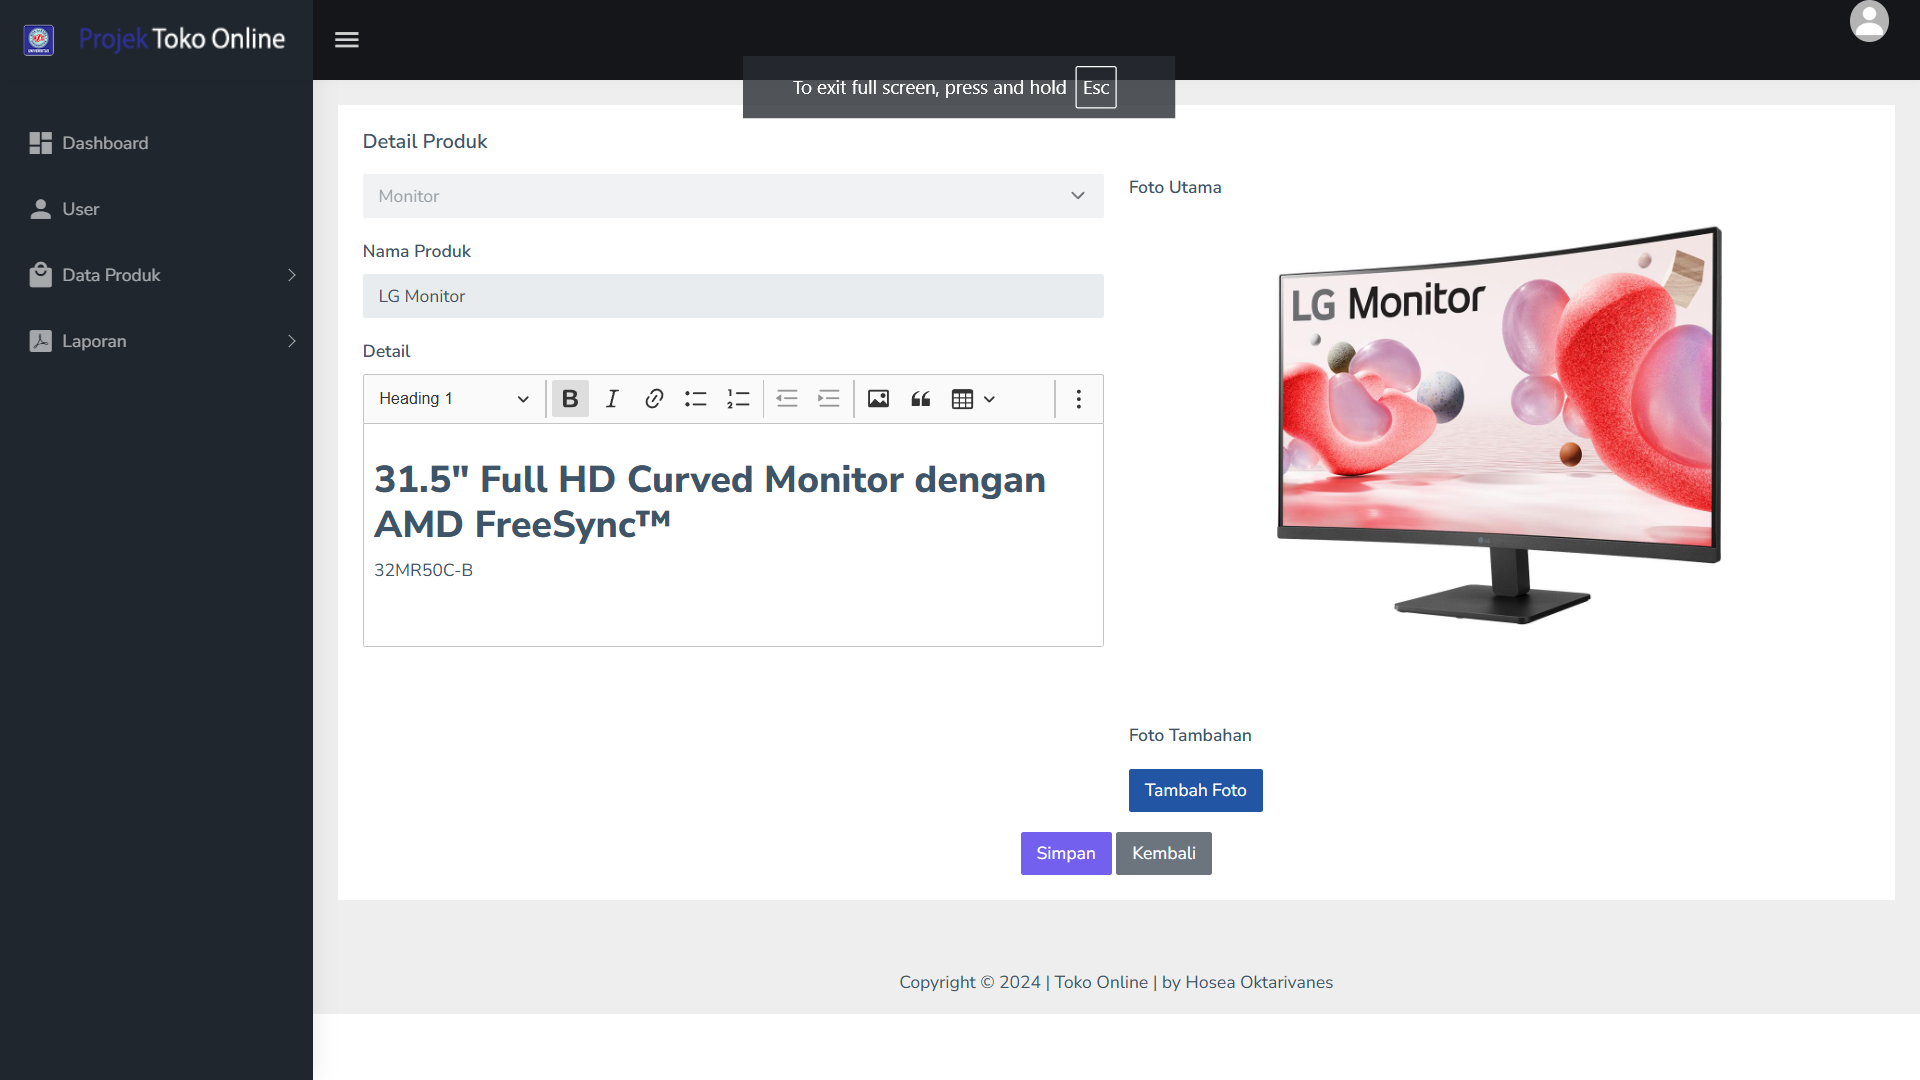 Projek Toko Online
To exit full screen, press and hold Esc
Dashboard
User
Data Produk
Laporan
Detail Produk
Monitor
Nama Produk
LG Monitor
Detail
Heading 1
31.5" Full HD Curved Monitor dengan
AMD FreeSync™
32MR50C-B
Foto Utama
LG Monitor
Foto Tambahan
Tambah Foto
Simpan
Kembali
Copyright © 2024 | Toko Online | by Hosea Oktarivanes